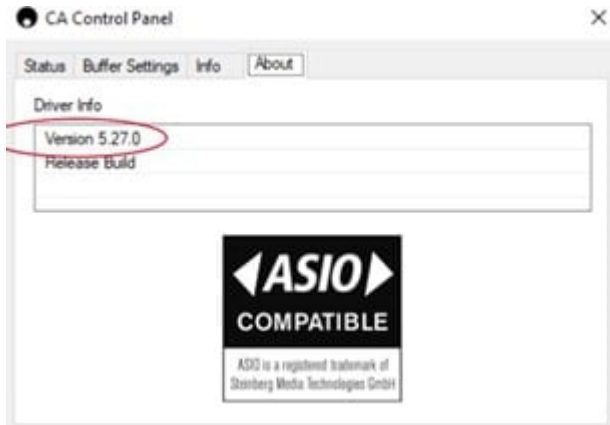 CA Control Panel
Status Buffer Settings Info About
Driver Info
Version 5.27.0
Release Build
ASIO
COMPATIBLE
ASIO is a registered trademark of
Steinberg Media Technologies GmbH